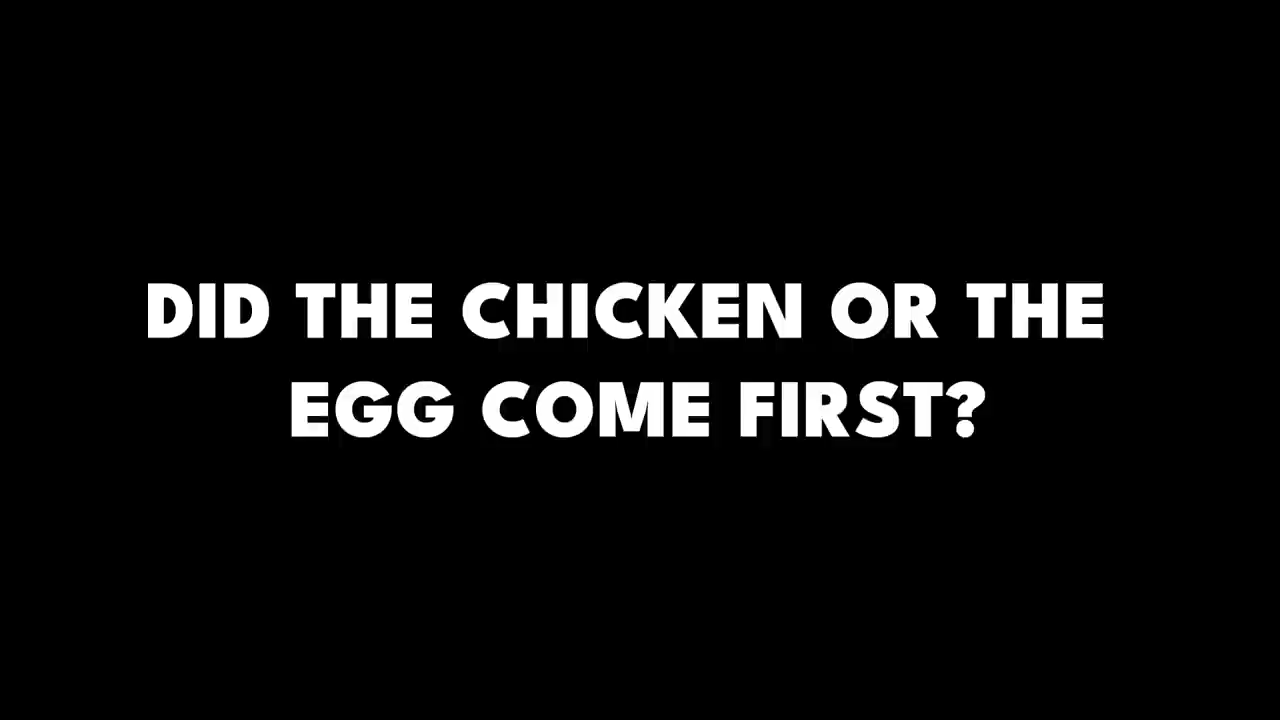 DID THE CHICKEN OR THE
EGG COME FIRST?